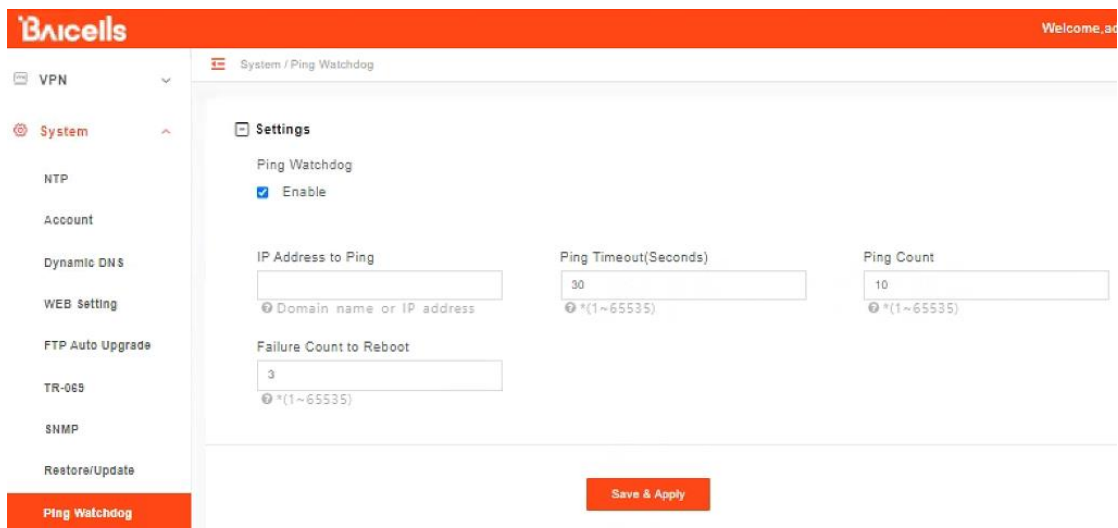 BAICELLS
Welcome,ad
VPN
System / Ping Watchdog
System
NTP
Account
Dynamic DNS
WEB Setting
FTP Auto Upgrade
TR-069
SNMP
Restore/Update
Ping Watchdog
Settings
Ping Watchdog
Enable
IP Address to Ping
Domain name or IP address
Ping Timeout(Seconds)
30
*(1~65535)
Ping Count
10
*(1~65535)
Failure Count to Reboot
3
*(1~65535)
Save & Apply